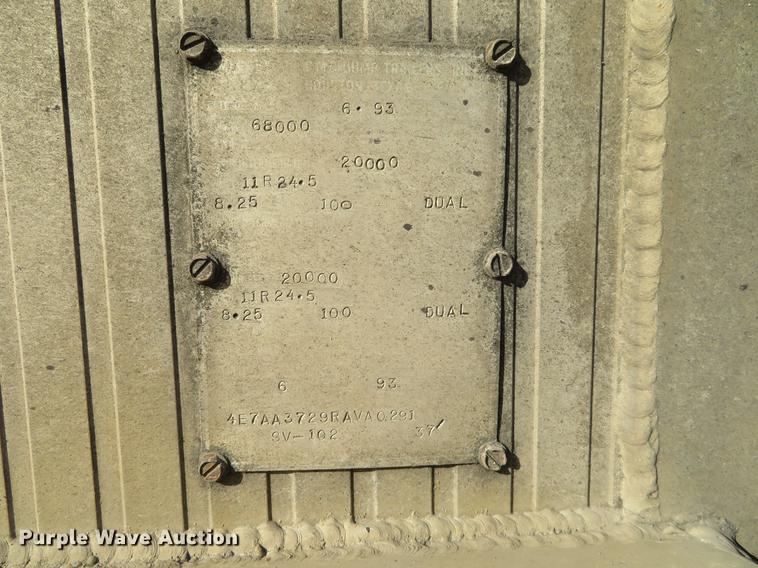 6 • 93
68000
20000
11R24.5
8.25 100 DUAL
20000
11R24.5
8.25 100 DUAL
6 93
4E7AA3729RAVA0291
SV-102 37'
Purple Wave Auction